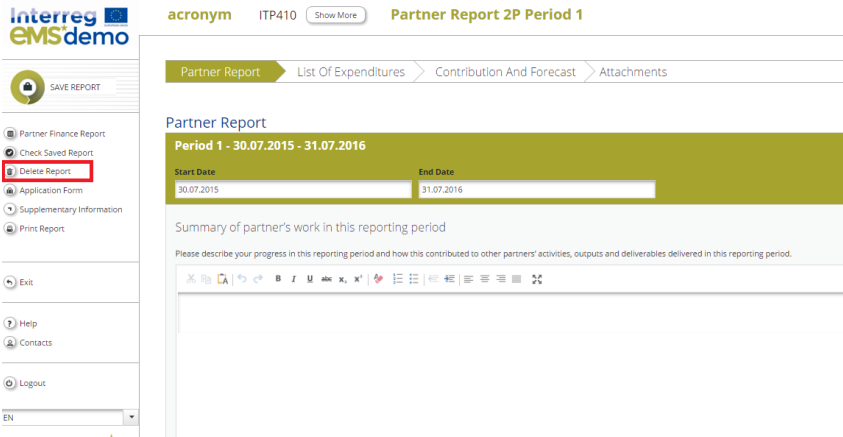 Interreg
eMS*demo
acronym ITP410 Show More Partner Report 2P Period 1
SAVE REPORT
Partner Finance Report
Check Saved Report
Delete Report
Application Form
Supplementary Information
Print Report
Exit
Help
Contacts
Logout
EN
Partner Report List Of Expenditures Contribution And Forecast Attachments
Partner Report
Period 1 - 30.07.2015 - 31.07.2016
Start Date End Date
30.07.2015 31.07.2016
Summary of partner's work in this reporting period
Please describe your progress in this reporting period and how this contributed to other partners' activities, outputs and deliverables delivered in this reporting period.
B I U abc x, x'